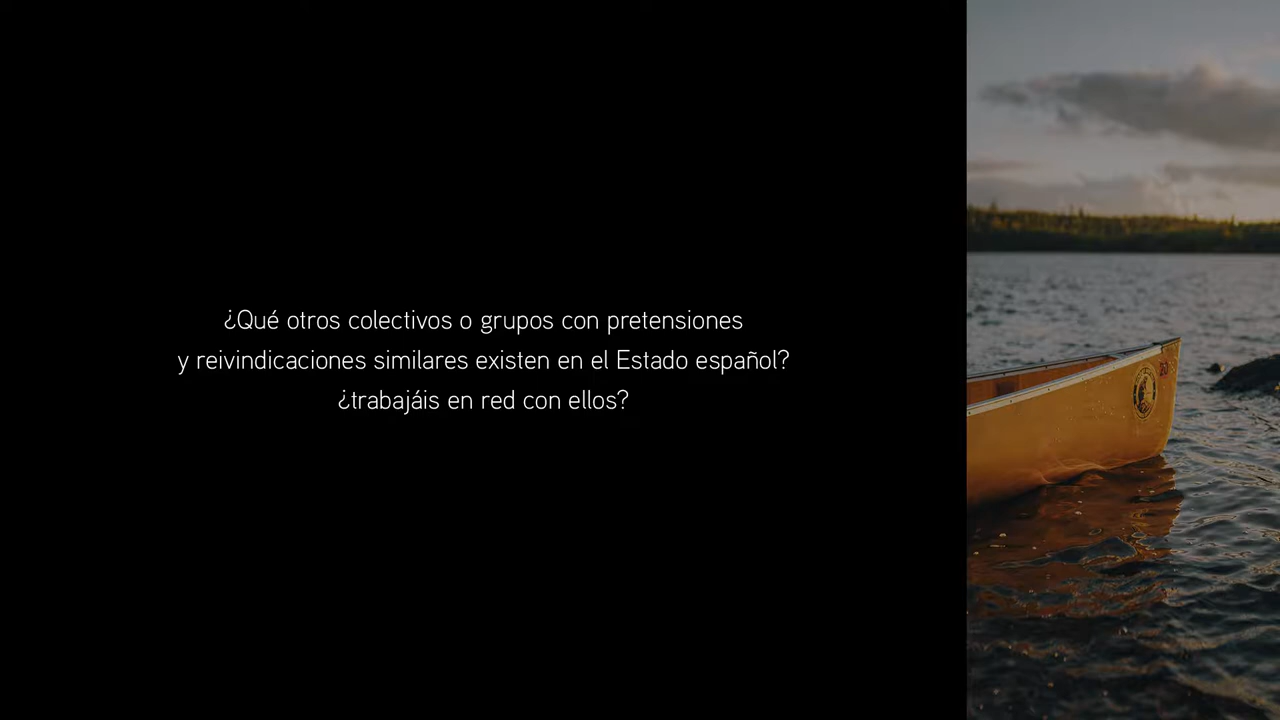 ¿Qué otros colectivos o grupos con pretensiones
y reivindicaciones similares existen en el Estado español?
¿trabajáis en red con ellos?